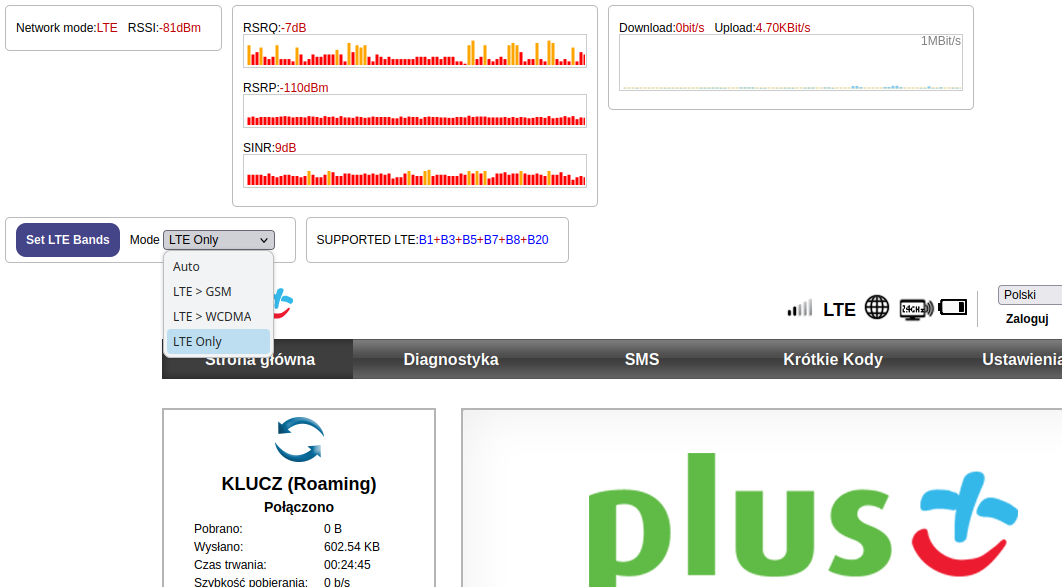 Network mode:LTE RSSI:-81dBm
RSRQ:-7dB
RSRP:-110dBm
SINR:9dB
Download:0bit/s Upload:4.70KBit/s
1MBit/s
Set LTE Bands Mode LTE Only
SUPPORTED LTE:B1+B3+B5+B7+B8+B20
Auto
LTE > GSM
LTE > WCDMA
LTE Only
LTE
Polski
Zaloguj
Strona główna Diagnostyka SMS Krótkie Kody Ustawienia
KLUCZ (Roaming)
Połączono
Pobrano: 0 B
Wysłano: 602.54 KB
Czas trwania: 00:24:45
Szybkość pobierania: 0 b/s
plus